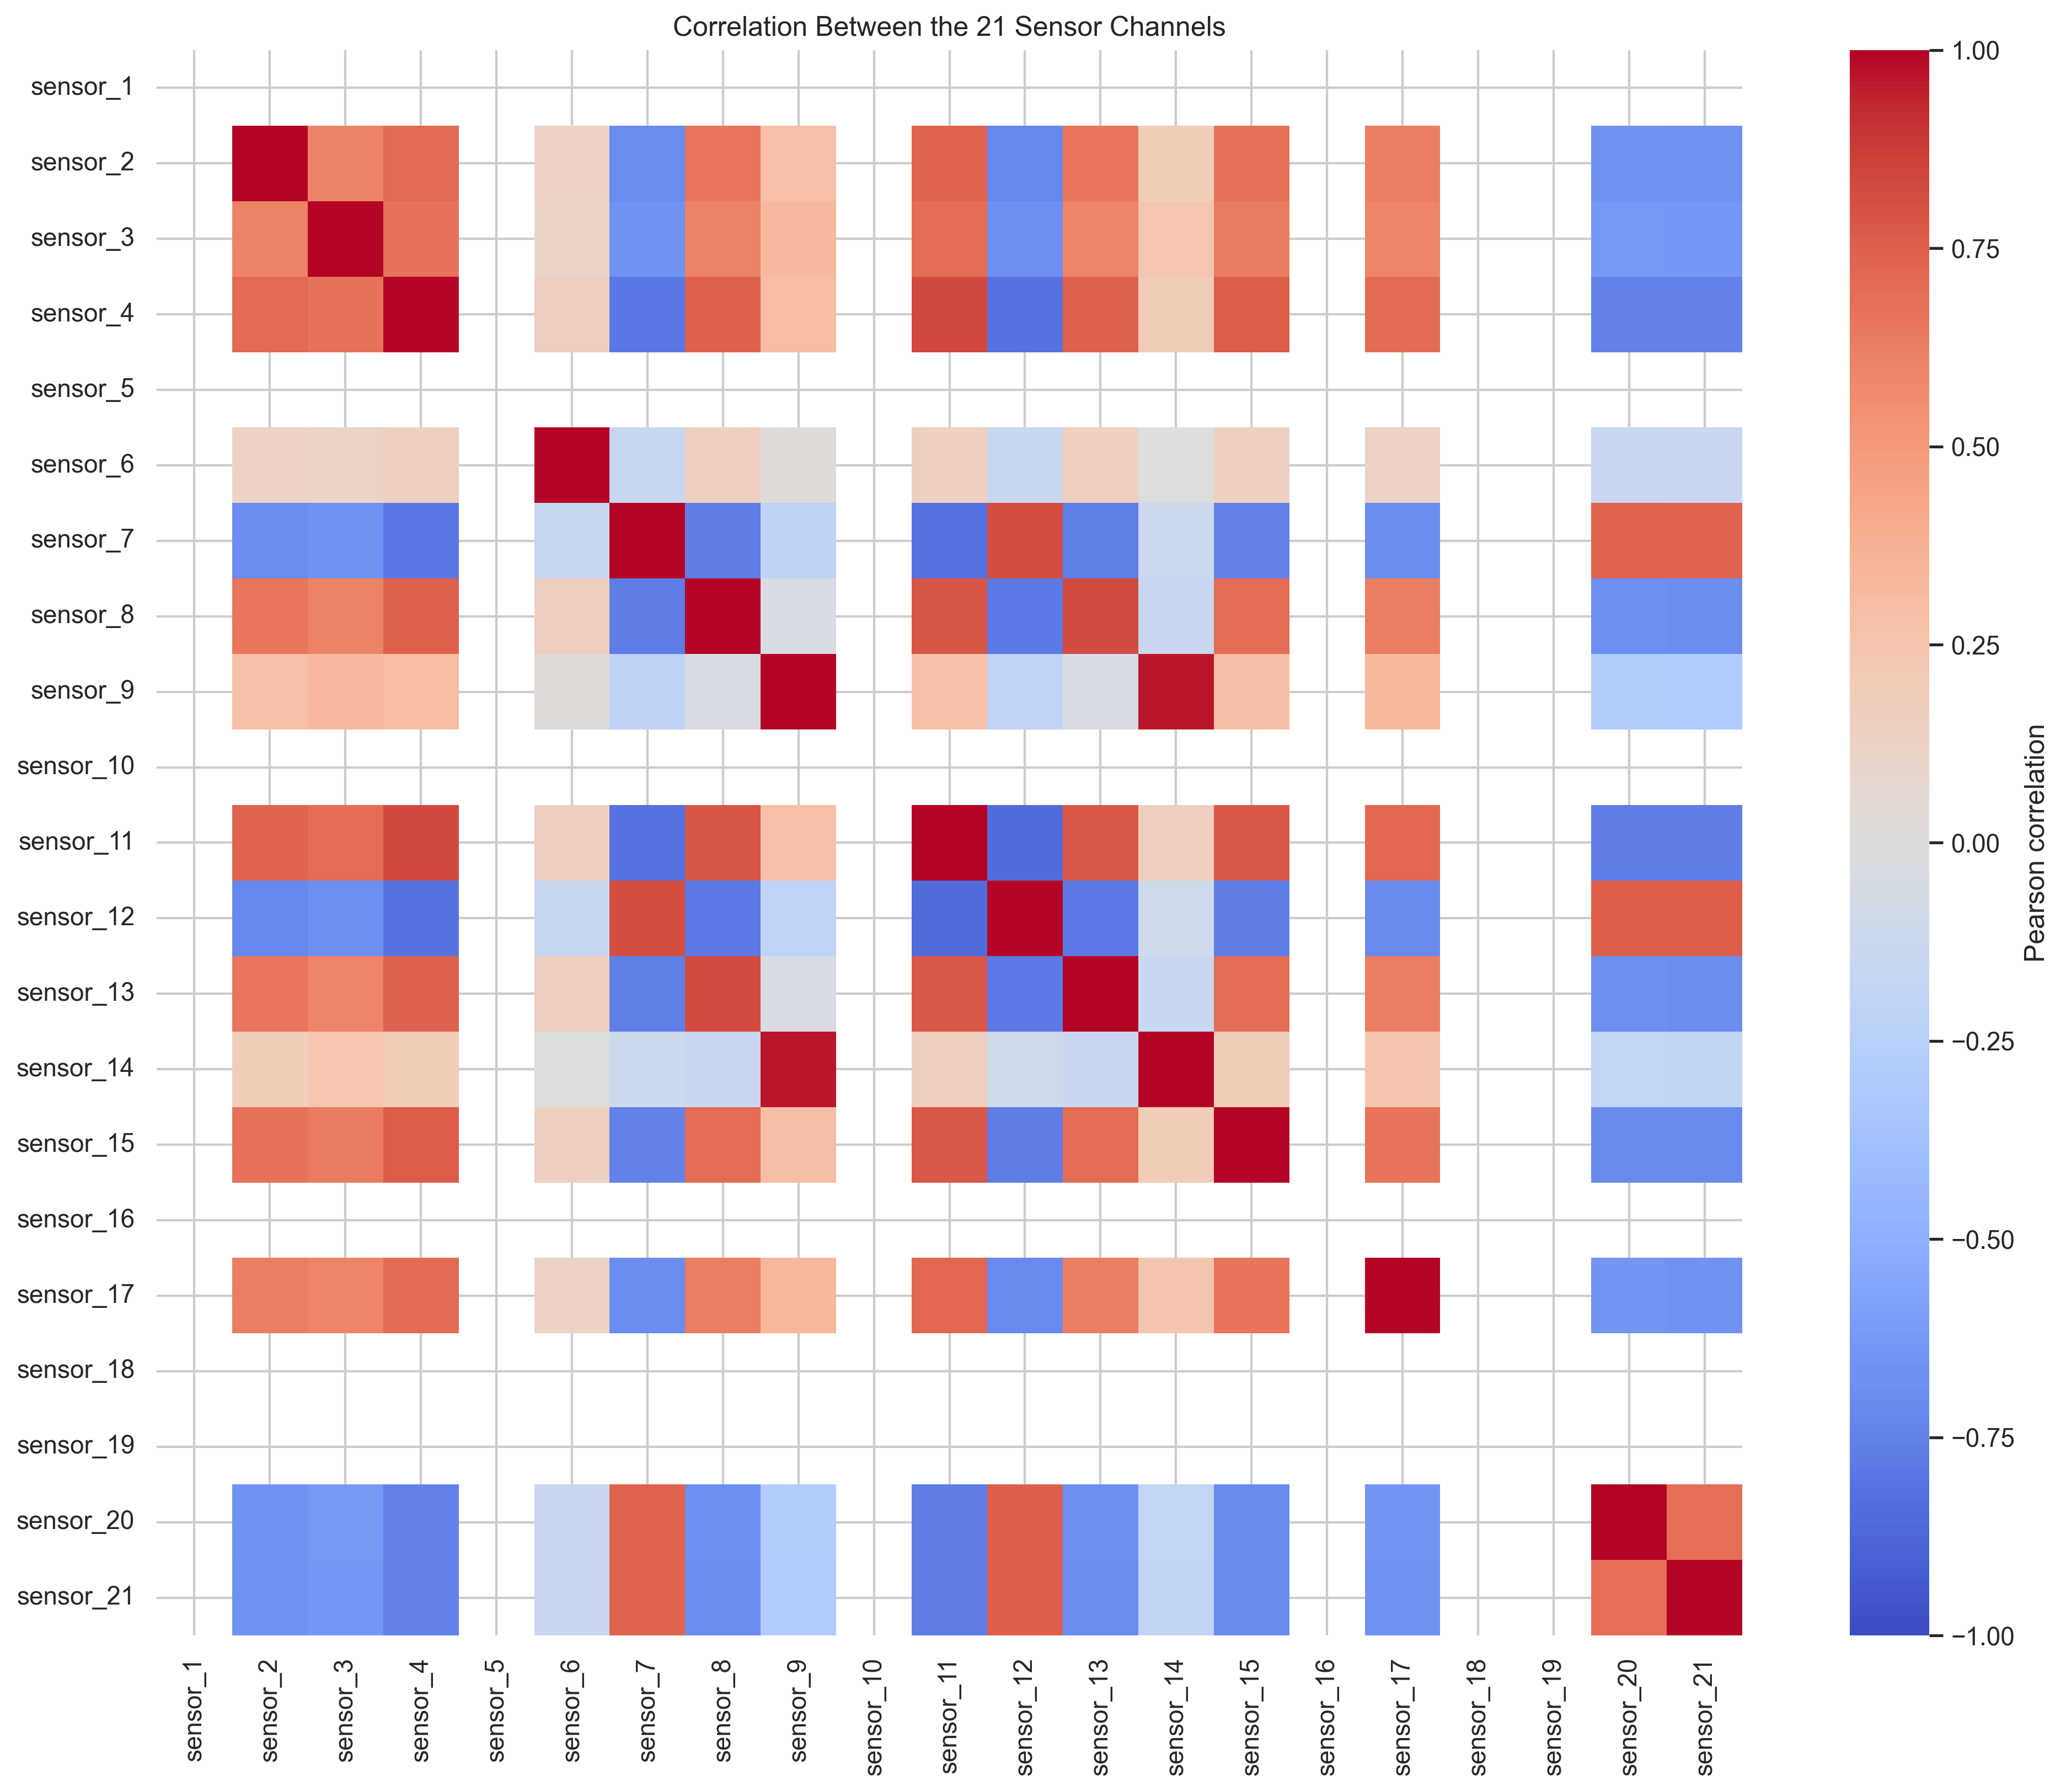 Correlation Between the 21 Sensor Channels
sensor_1
sensor_2
sensor_3
sensor_4
sensor_5
sensor_6
sensor_7
sensor_8
sensor_9
sensor_10
sensor_11
sensor_12
sensor_13
sensor_14
sensor_15
sensor_16
sensor_17
sensor_18
sensor_19
sensor_20
sensor_21
sensor_1
sensor_2
sensor_3
sensor_4
sensor_5
sensor_6
sensor_7
sensor_8
sensor_9
sensor_10
sensor_11
sensor_12
sensor_13
sensor_14
sensor_15
sensor_16
sensor_17
sensor_18
sensor_19
sensor_20
sensor_21
1.00
0.75
0.50
0.25
0.00
−0.25
−0.50
−0.75
−1.00
Pearson correlation